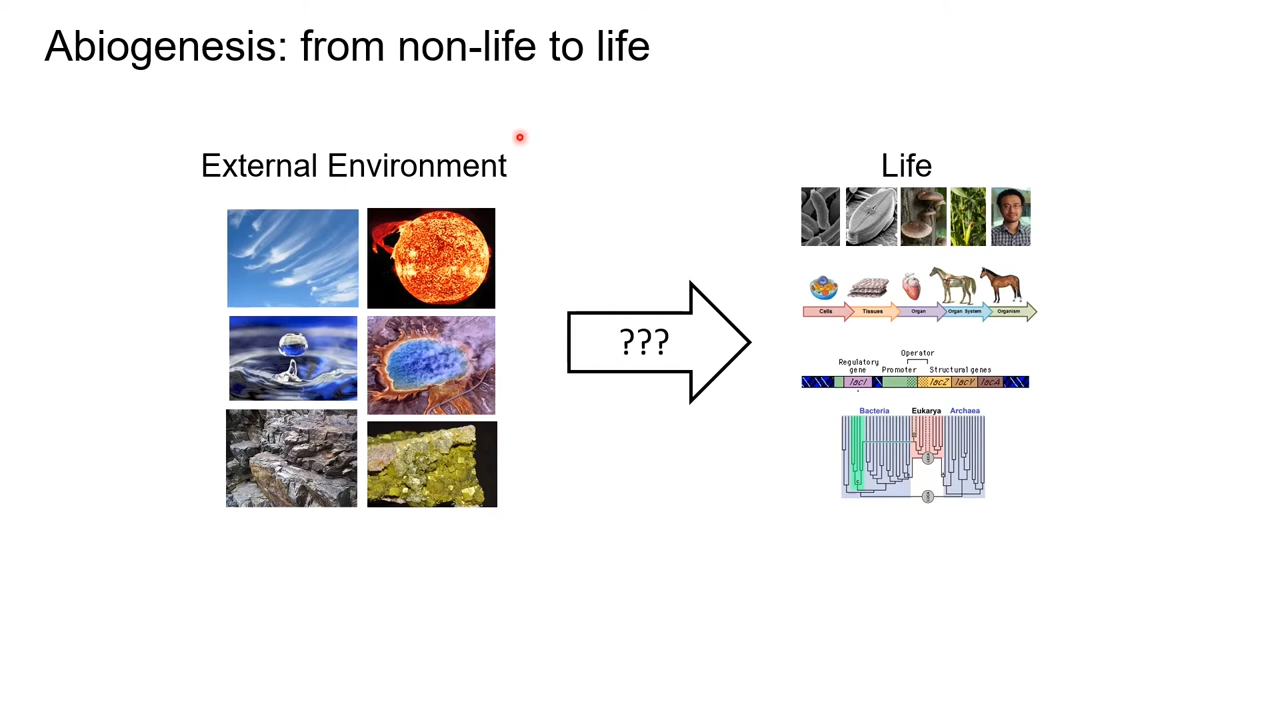 Abiogenesis: from non-life to life
External Environment
Life
???
Cells Tissues Organ Organ System Organism
Operator
Regulatory
gene
Promoter Structural genes
lacI lacZ lacY lacA
Bacteria Eukarya Archaea